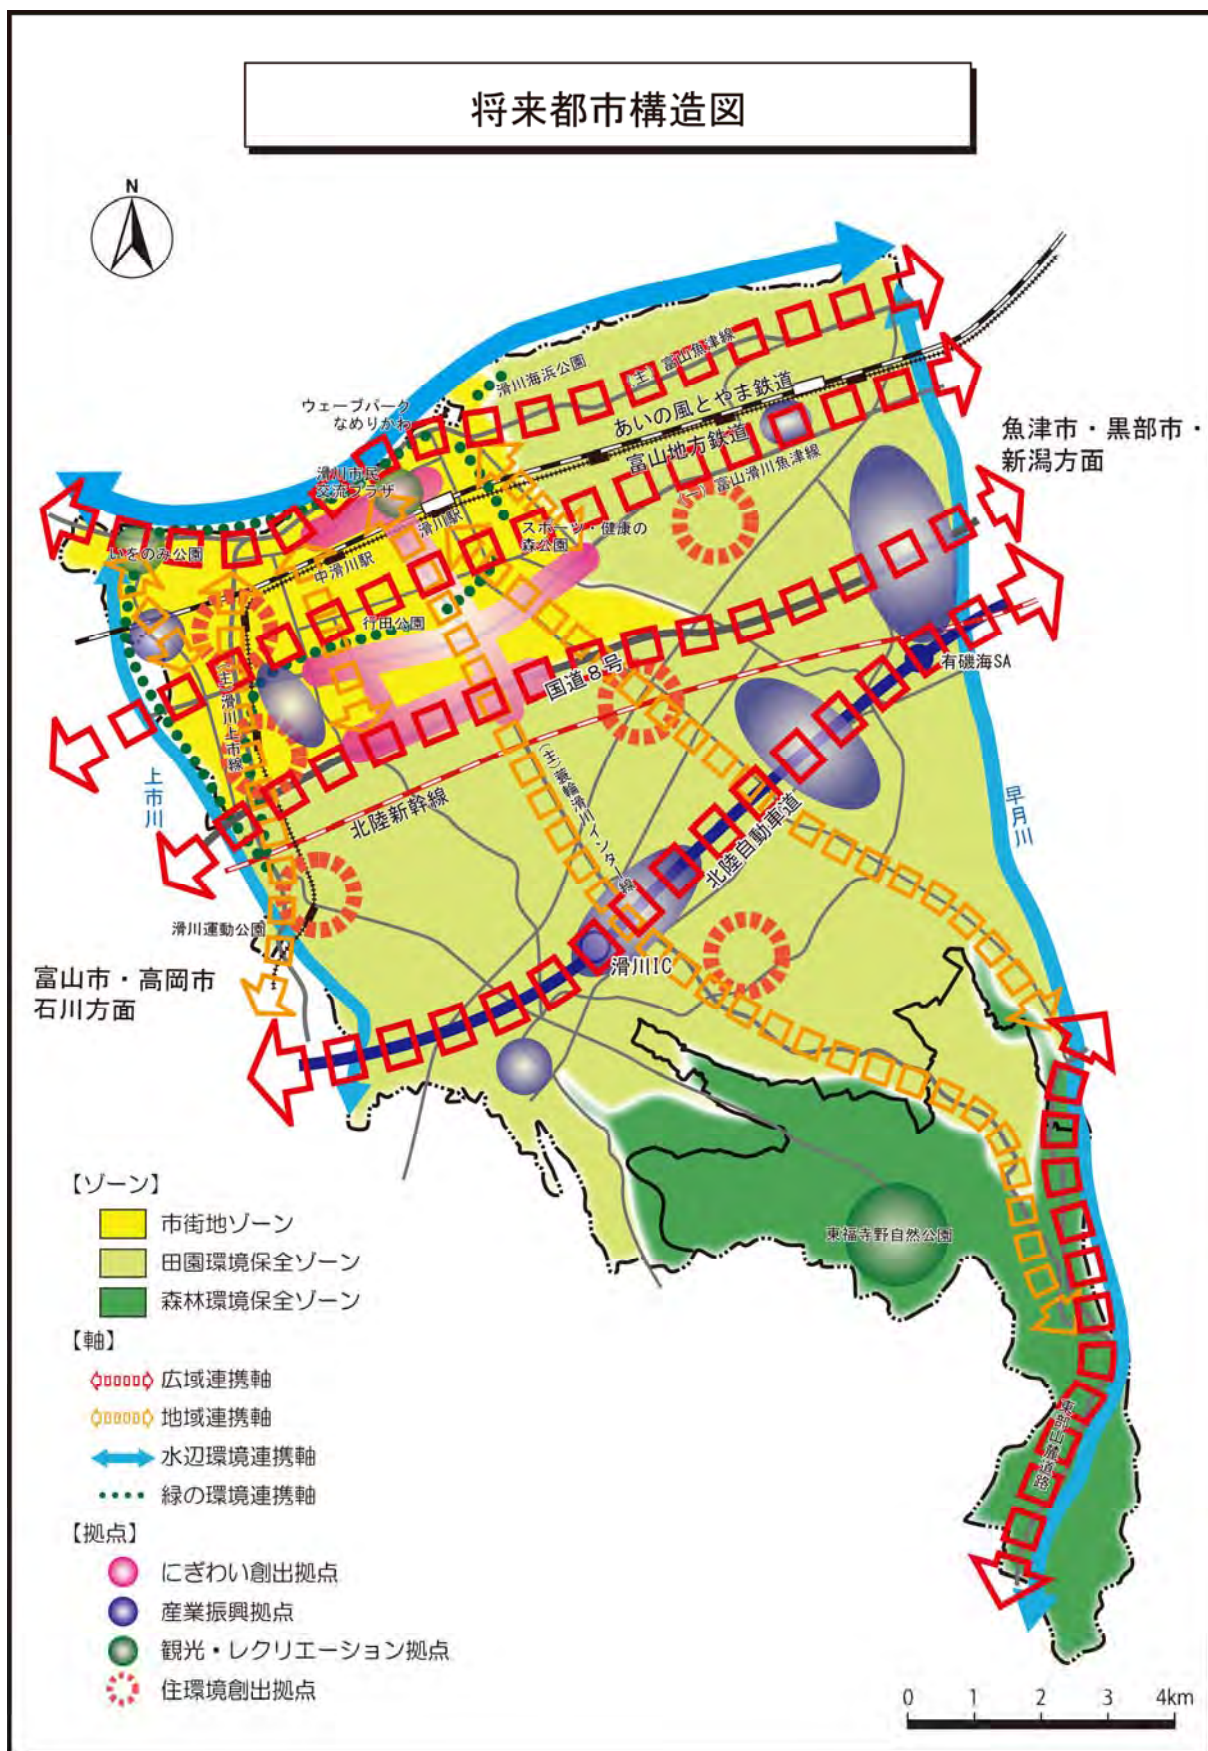 将来都市構造図
N
滑川海浜公園
(主)富山魚津線
あいの風とやま鉄道
富山地方鉄道
(一)富山滑川魚津線
ウェーブパーク
なめりかわ
魚津市・黒部市・
新潟方面
滑川市民
交流プラザ
滑川駅
スポーツ・健康の
森公園
いをのみ公園
中滑川駅
行田公園
国道8号
有磯海SA
(主)滑川上市線
上市川
北陸新幹線
(主)蓑輪滑川インター線
北陸自動車道
早月川
滑川運動公園
滑川IC
富山市・高岡市
石川方面
東福寺野自然公園
東部山麓道路
【ゾーン】
市街地ゾーン
田園環境保全ゾーン
森林環境保全ゾーン
【軸】
広域連携軸
地域連携軸
水辺環境連携軸
緑の環境連携軸
【拠点】
にぎわい創出拠点
産業振興拠点
観光・レクリエーション拠点
住環境創出拠点
0 1 2 3 4km